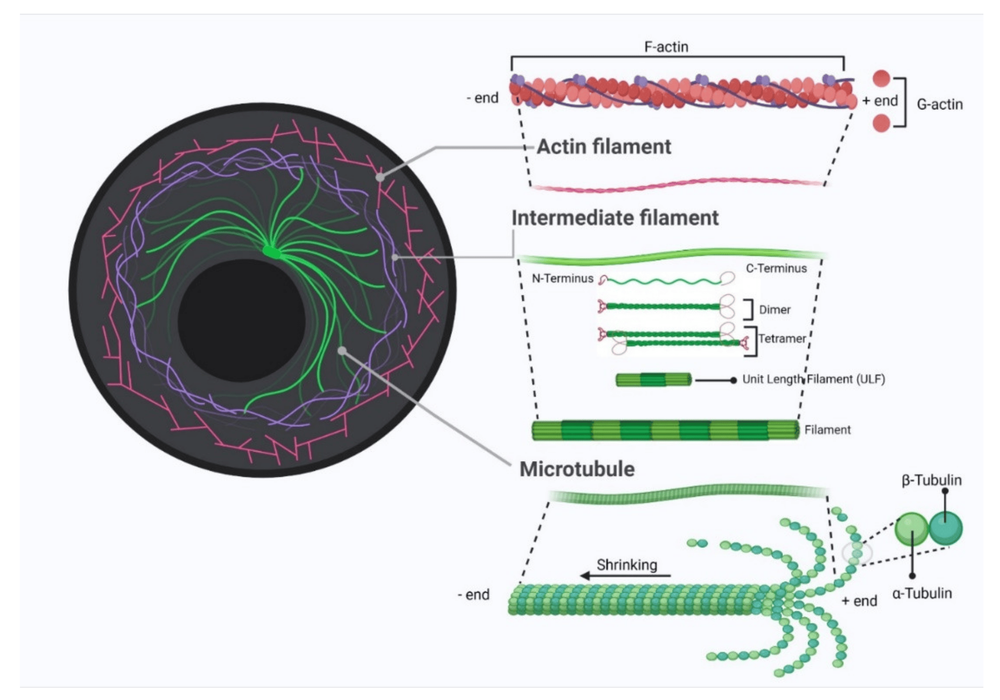 F-actin
- end
+ end
G-actin
Actin filament
Intermediate filament
C-Terminus
N-Terminus
Dimer
Tetramer
Unit Length Filament (ULF)
Filament
Microtubule
β-Tubulin
Shrinking
- end
+ end
α-Tubulin